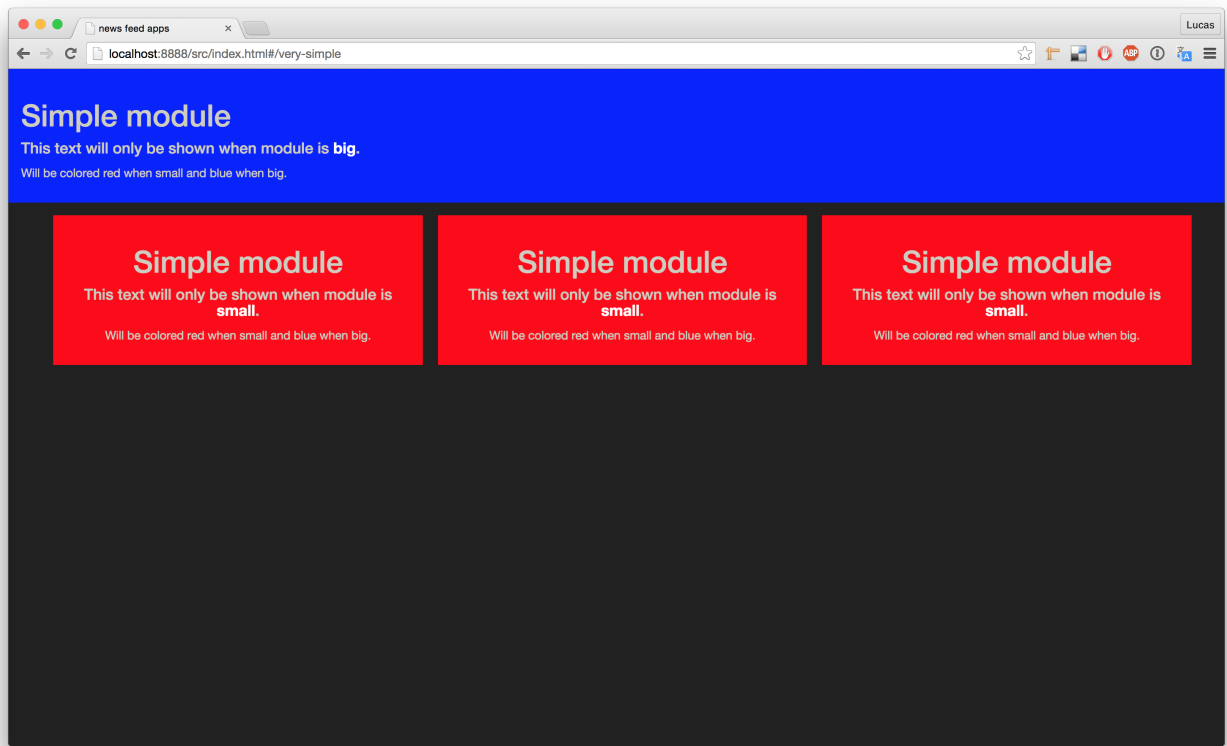 news feed apps
Lucas
localhost:8888/src/index.html#/very-simple
ABP
Simple module
This text will only be shown when module is big.
Will be colored red when small and blue when big.
Simple module
This text will only be shown when module is
small.
Will be colored red when small and blue when big.
Simple module
This text will only be shown when module is
small.
Will be colored red when small and blue when big.
Simple module
This text will only be shown when module is
small.
Will be colored red when small and blue when big.